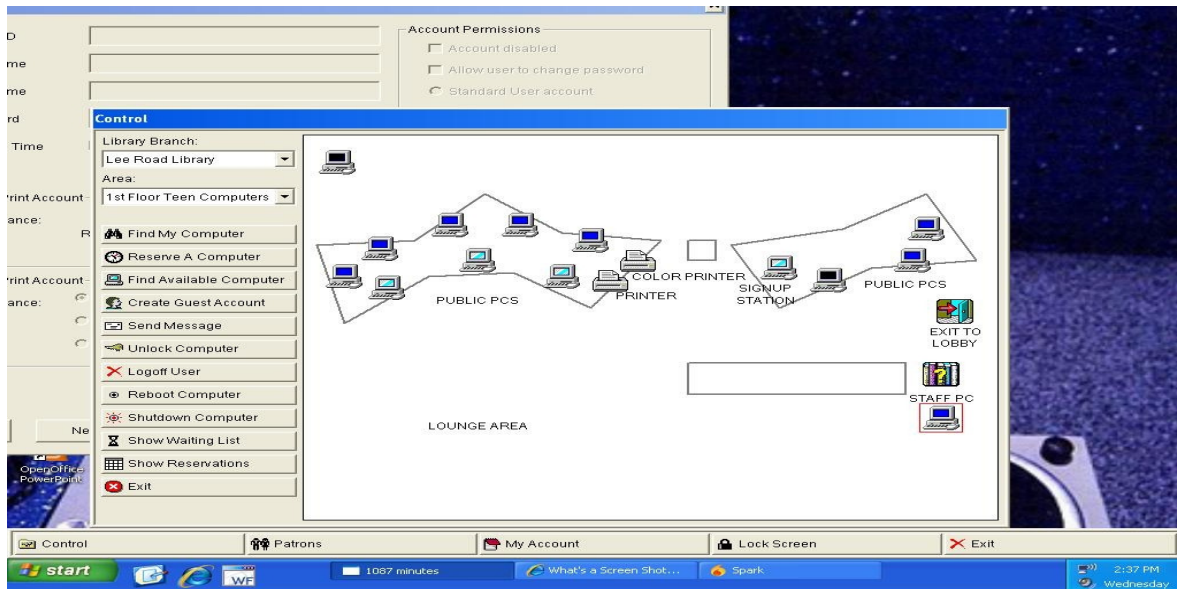 D
me
me
rd
Time
Print Account
ance:
R
Print Account
ance:
Ne
Account Permissions
Account disabled
Allow user to change password
Standard User account
Control
Library Branch:
Lee Road Library
Area:
1st Floor Teen Computers
Find My Computer
Reserve A Computer
Find Available Computer
Create Guest Account
Send Message
Unlock Computer
Logoff User
Reboot Computer
Shutdown Computer
Show Waiting List
Show Reservations
Exit
COLOR PRINTER
PRINTER
PUBLIC PCS
SIGNUP
STATION
PUBLIC PCS
EXIT TO
LOBBY
STAFF PC
LOUNGE AREA
OpenOffice
PowerPoint
Control
Patrons
My Account
Lock Screen
Exit
start
WF
1087 minutes
What's a Screen Shot...
Spark
2:37 PM
Wednesday